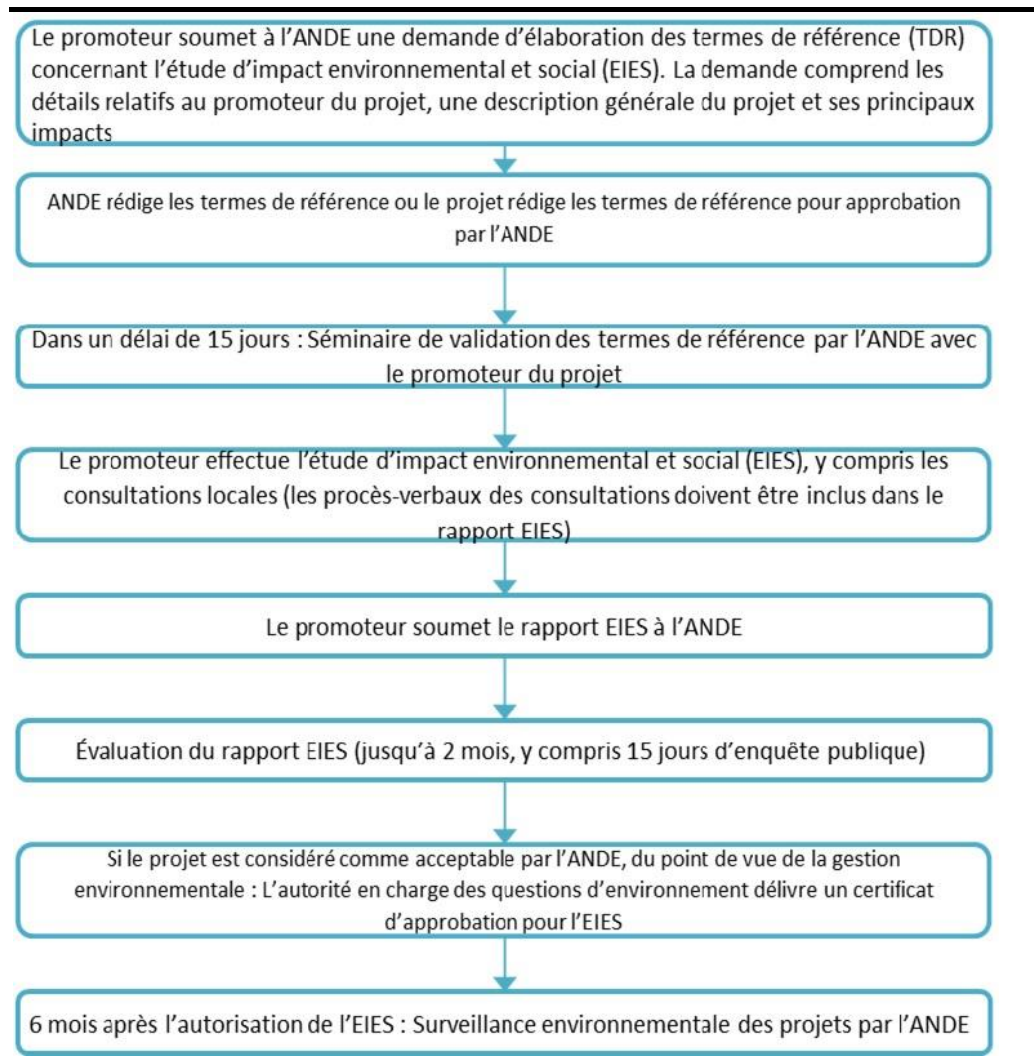 Le promoteur soumet à l’ANDE une demande d’élaboration des termes de référence (TDR)
concernant l’étude d’impact environnemental et social (EIES). La demande comprend les
détails relatifs au promoteur du projet, une description générale du projet et ses principaux
impacts
ANDE rédige les termes de référence ou le projet rédige les termes de référence pour approbation
par l’ANDE
Dans un délai de 15 jours : Séminaire de validation des termes de référence par l’ANDE avec
le promoteur du projet
Le promoteur effectue l’étude d’impact environnemental et social (EIES), y compris les
consultations locales (les procès-verbaux des consultations doivent être inclus dans le
rapport EIES)
Le promoteur soumet le rapport EIES à l’ANDE
Évaluation du rapport EIES (jusqu’à 2 mois, y compris 15 jours d’enquête publique)
Si le projet est considéré comme acceptable par l’ANDE, du point de vue de la gestion
environnementale : L’autorité en charge des questions d’environnement délivre un certificat
d’approbation pour l’EIES
6 mois après l’autorisation de l’EIES : Surveillance environnementale des projets par l’ANDE